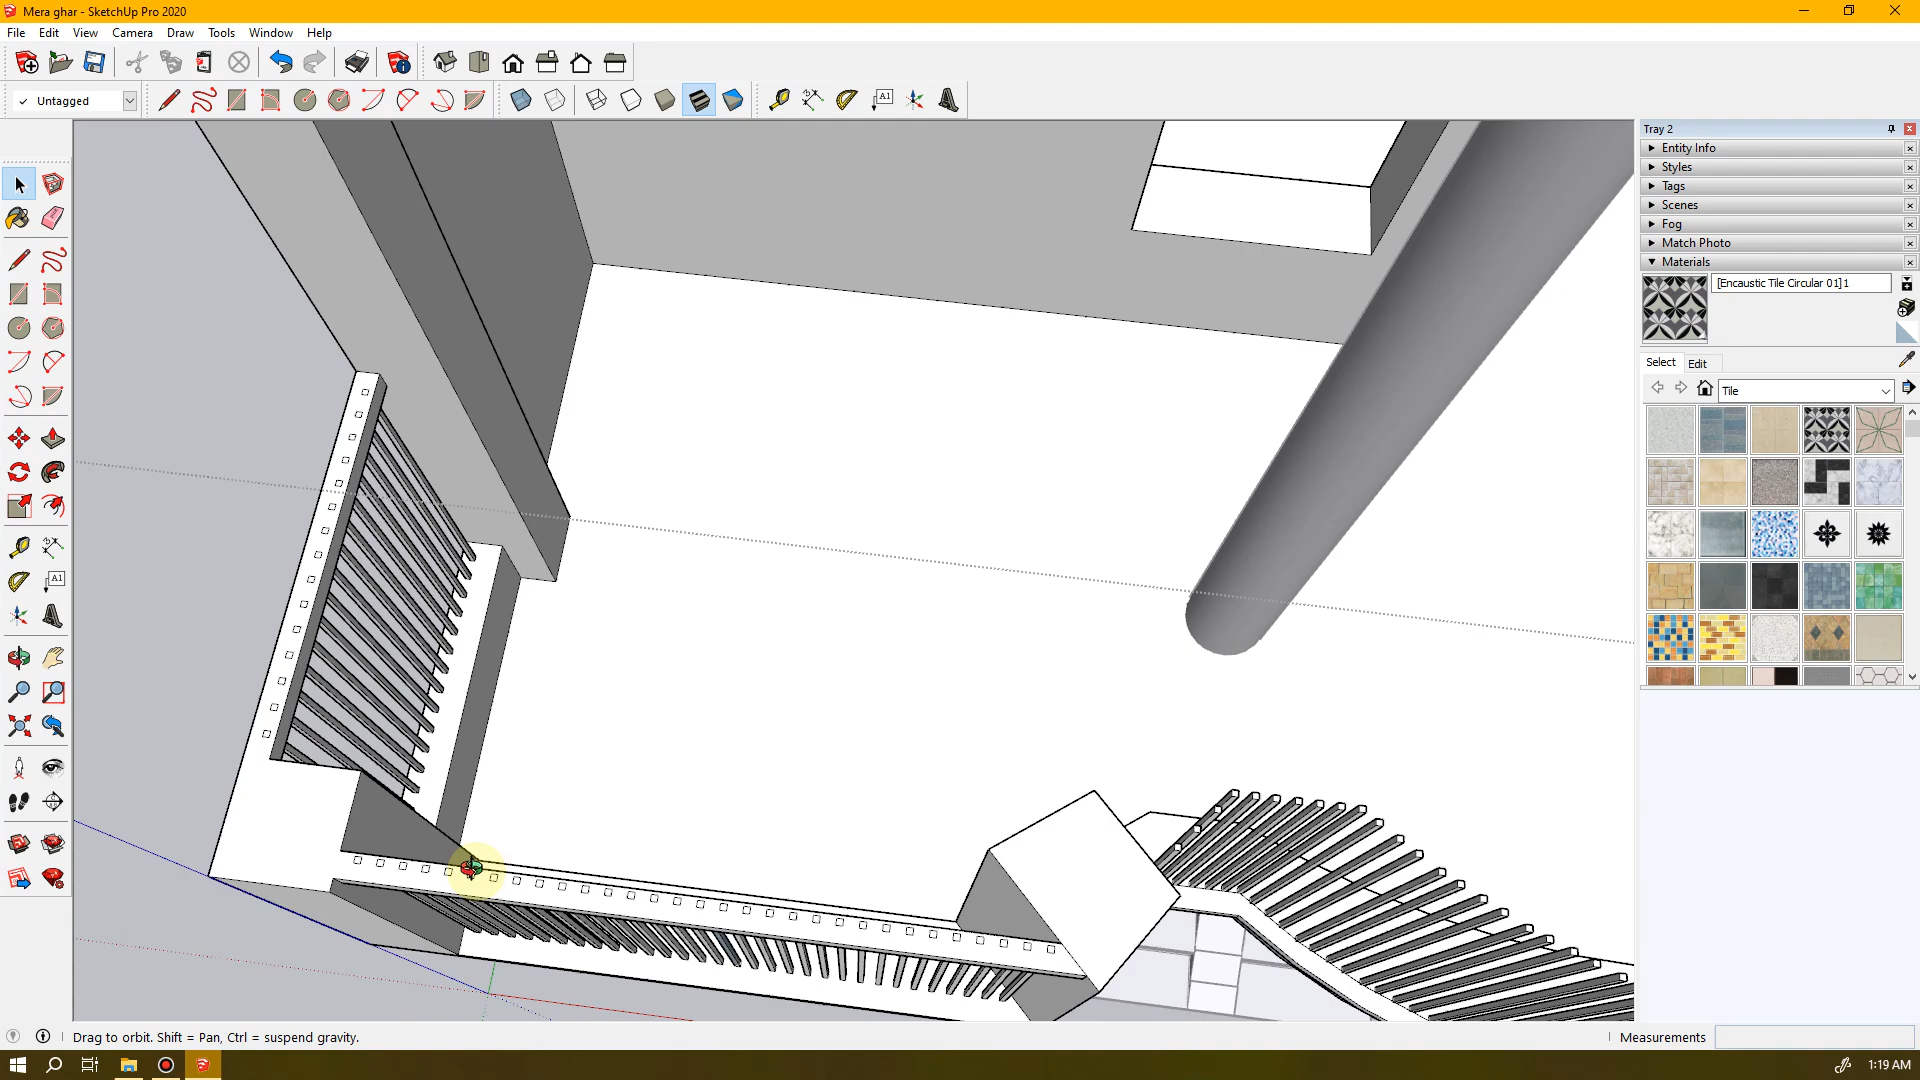 Mera ghar - SketchUp Pro 2020
File Edit View Camera Draw Tools Window Help
Untagged
A1
Tray 2
Entity Info
Styles
Tags
Scenes
Fog
Match Photo
Materials
[Encaustic Tile Circular 01]1
Select Edit
Tile
A1
Drag to orbit. Shift = Pan, Ctrl = suspend gravity.
Measurements
1:19 AM